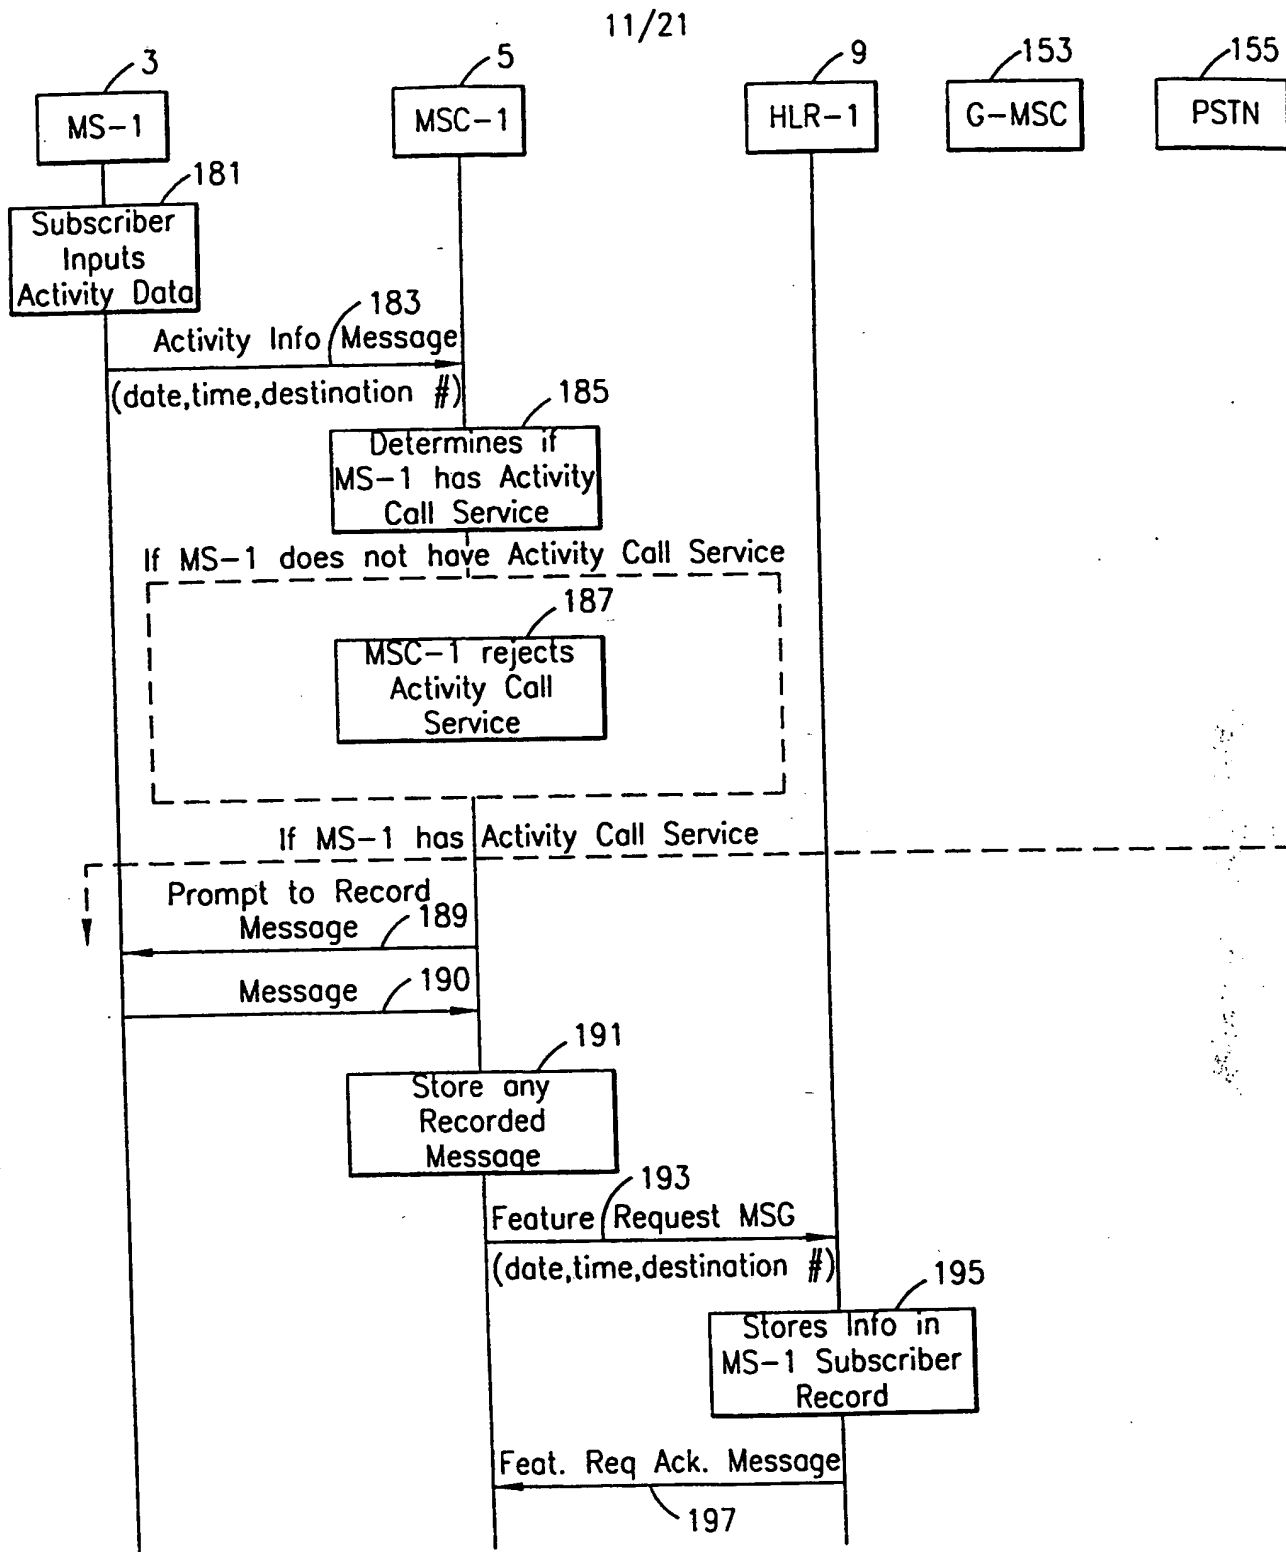 11/21
3
5
9
153
155
MS-1
MSC-1
HLR-1
G-MSC
PSTN
181
Subscriber
Inputs
Activity Data
183
Activity Info Message
(date,time,destination #)
185
Determines if
MS-1 has Activity
Call Service
If MS-1 does not have Activity Call Service
187
MSC-1 rejects
Activity Call
Service
If MS-1 has Activity Call Service
Prompt to Record
Message
189
Message
190
191
Store any
Recorded
Message
193
Feature Request MSG
(date,time,destination #)
195
Stores Info in
MS-1 Subscriber
Record
Feat. Req Ack. Message
197